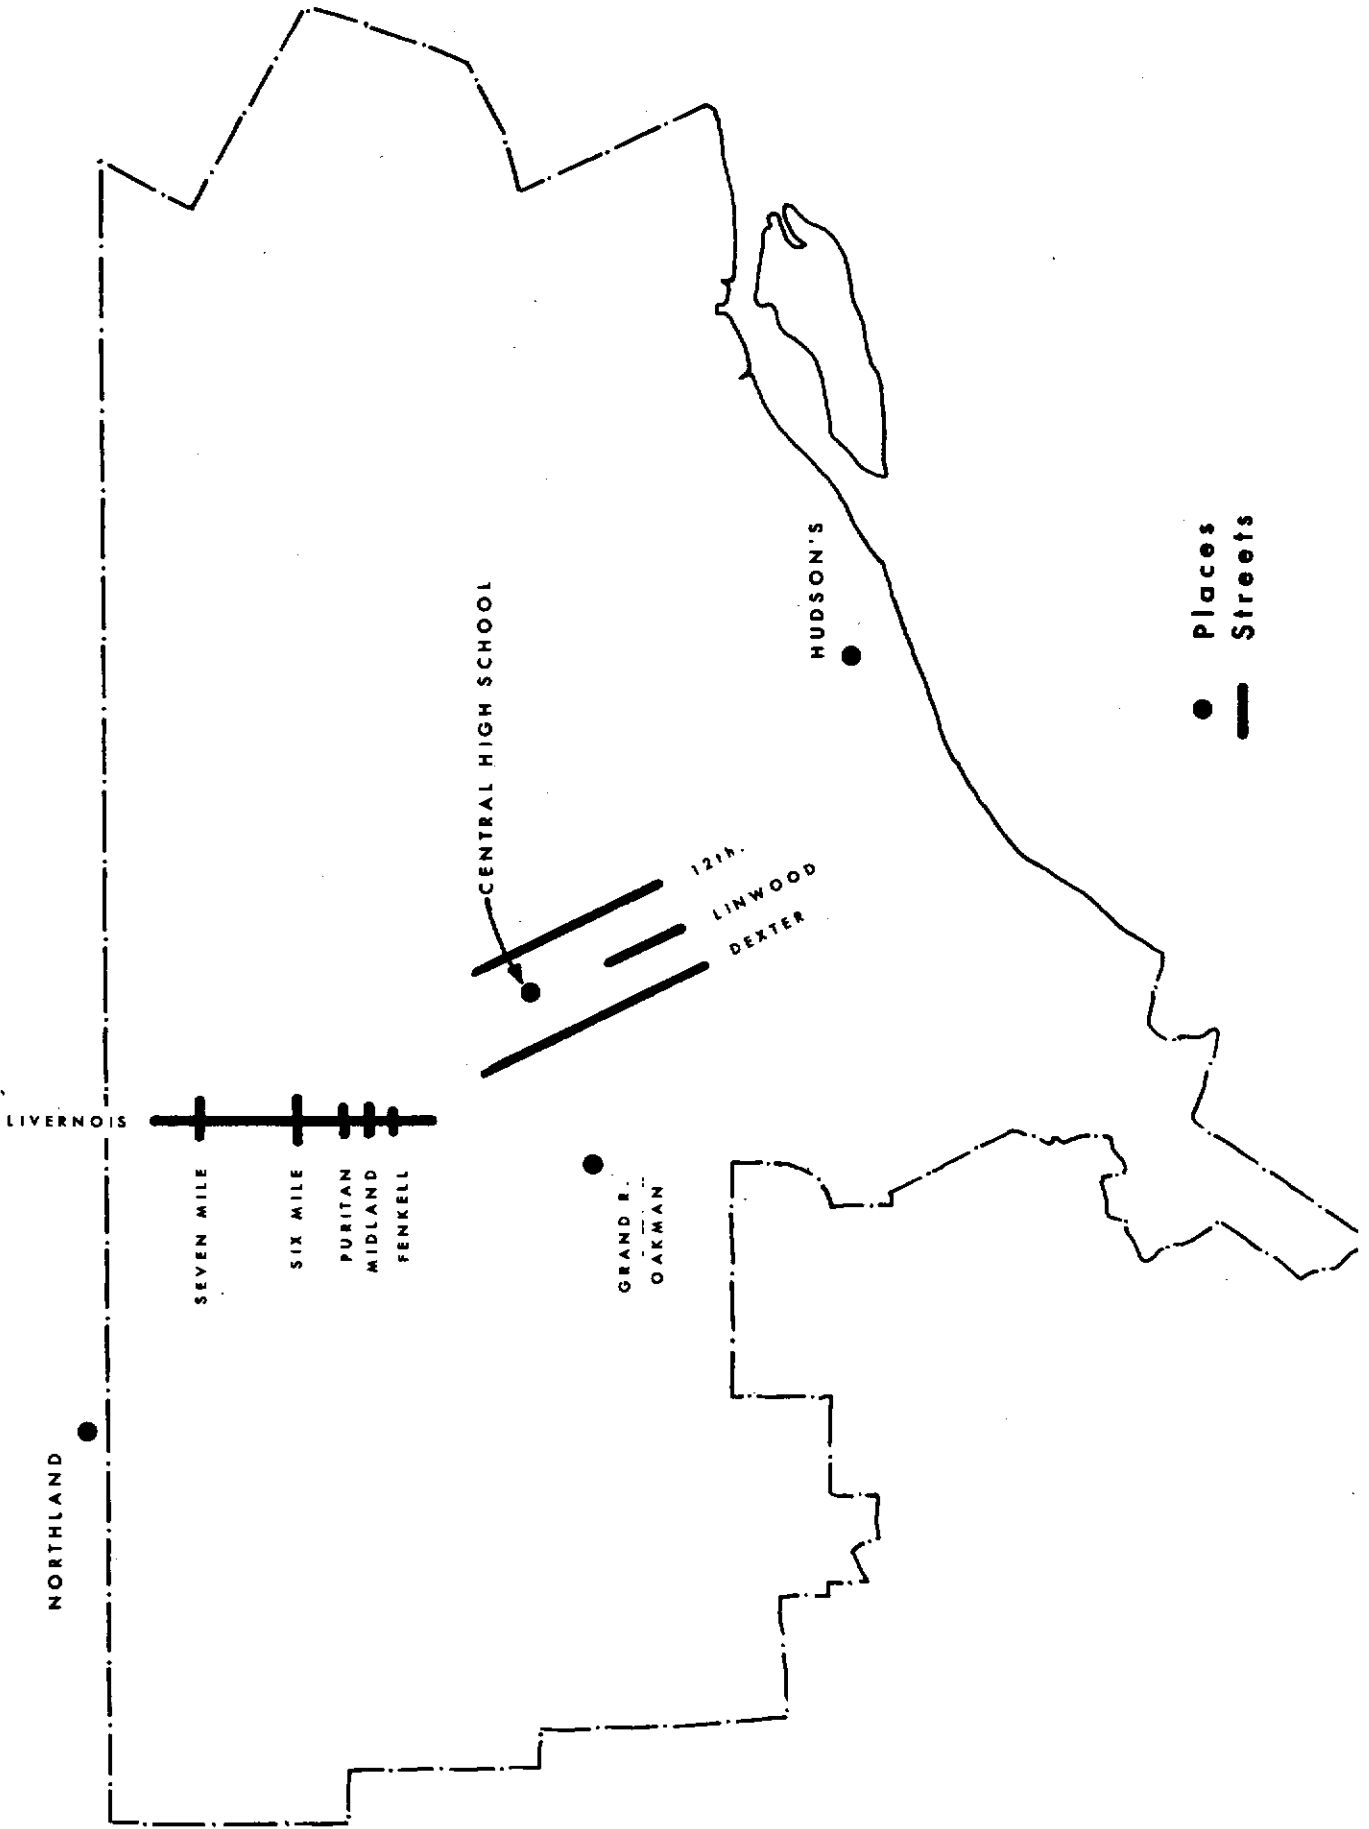 LIVERNOIS
NORTHLAND
SEVEN MILE
SIX MILE
PURITAN
MIDLAND
FENKELL
CENTRAL HIGH SCHOOL
12th.
LINWOOD
DEXTER
GRAND R.
OAKMAN
HUDSON'S
Places
Streets